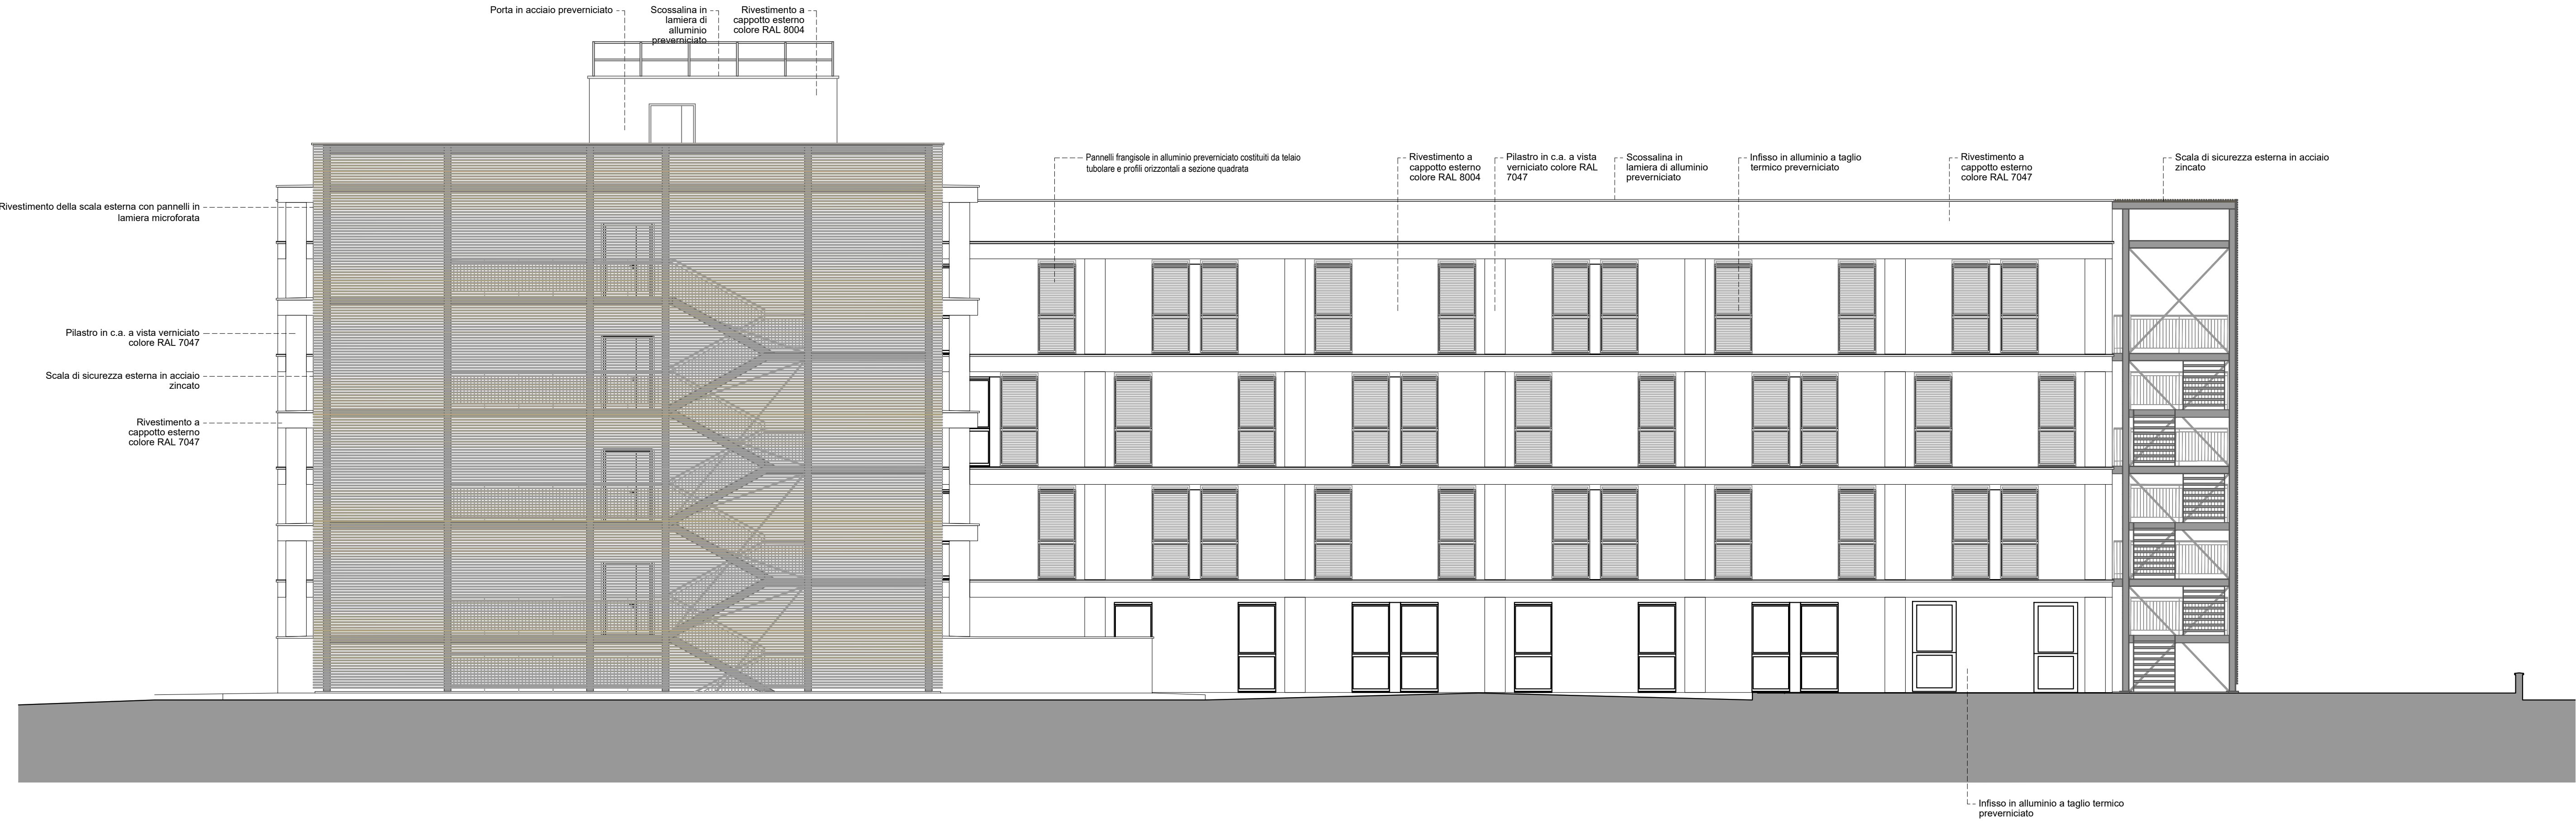 Porta in acciaio preverniciato
Scossalina in
lamiera di
alluminio
preverniciato
Rivestimento a
cappotto esterno
colore RAL 8004
Pannelli frangisole in alluminio preverniciato costituiti da telaio
tubolare e profili orizzontali a sezione quadrata
Rivestimento a
cappotto esterno
colore RAL 8004
Pilastro in c.a. a vista
verniciato colore RAL
7047
Scossalina in
lamiera di alluminio
preverniciato
Infisso in alluminio a taglio
termico preverniciato
Rivestimento a
cappotto esterno
colore RAL 7047
Scala di sicurezza esterna in acciaio
zincato
Rivestimento della scala esterna con pannelli in
lamiera microforata
Pilastro in c.a. a vista verniciato
colore RAL 7047
Scala di sicurezza esterna in acciaio
zincato
Rivestimento a
cappotto esterno
colore RAL 7047
Infisso in alluminio a taglio termico
preverniciato